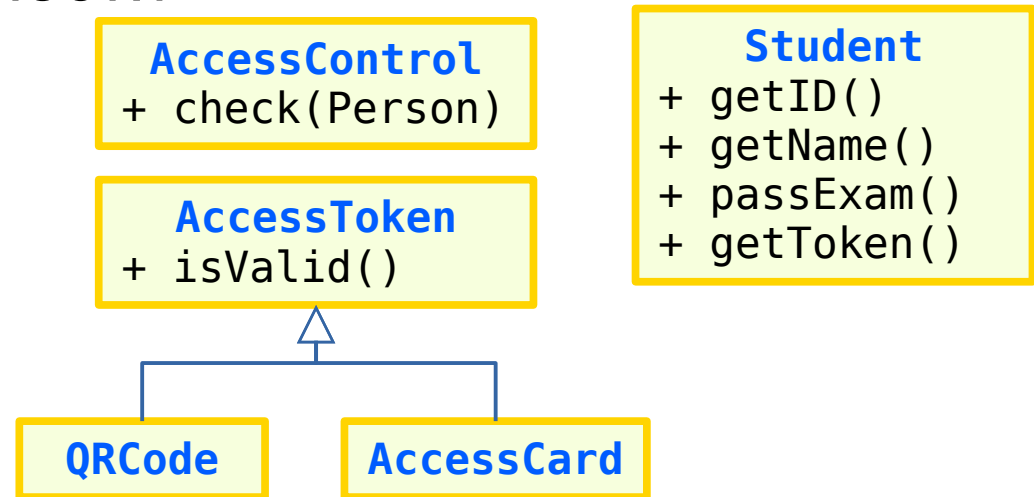 AccessControl
+ check(Person)
AccessToken
+ isValid()
QRCode
AccessCard
Student
+ getID()
+ getName()
+ passExam()
+ getToken()